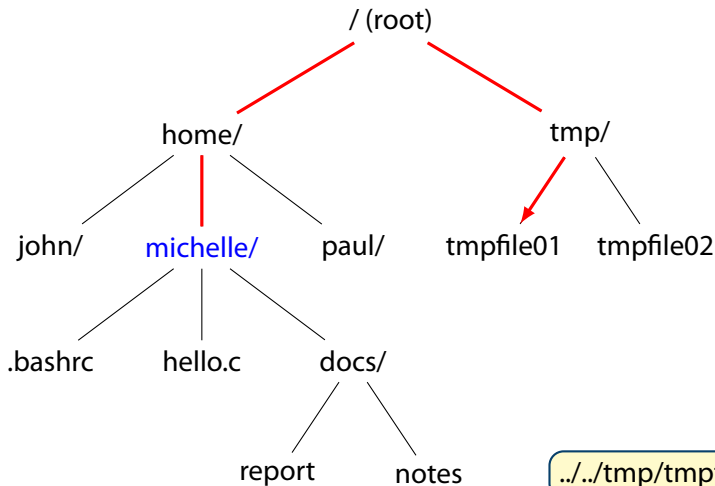 / (root)
home/ tmp/
john/ michelle/ paul/ tmpfile01 tmpfile02
.bashrc hello.c docs/
report notes
../../tmp/tmp